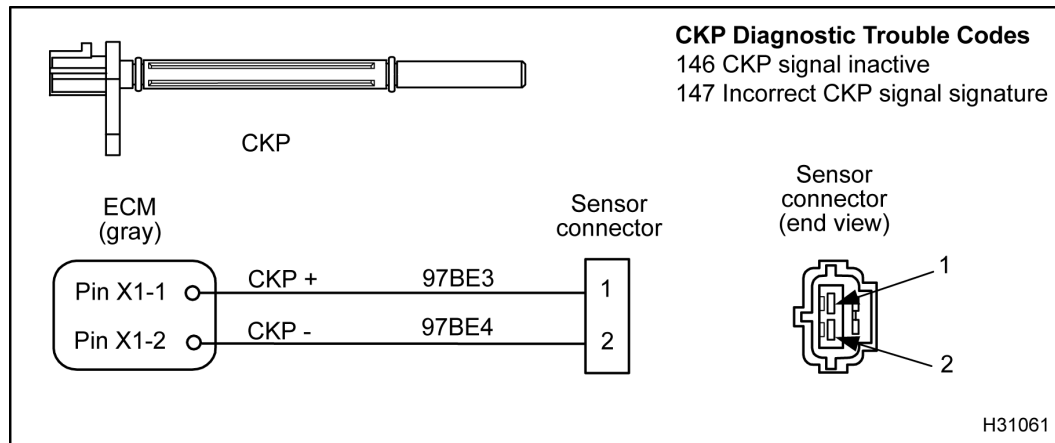 CKP Diagnostic Trouble Codes
146 CKP signal inactive
147 Incorrect CKP signal signature
CKP
ECM
(gray)
Pin X1-1
CKP +
97BE3
Pin X1-2
CKP -
97BE4
Sensor
connector
1
2
Sensor
connector
(end view)
1
2
H31061